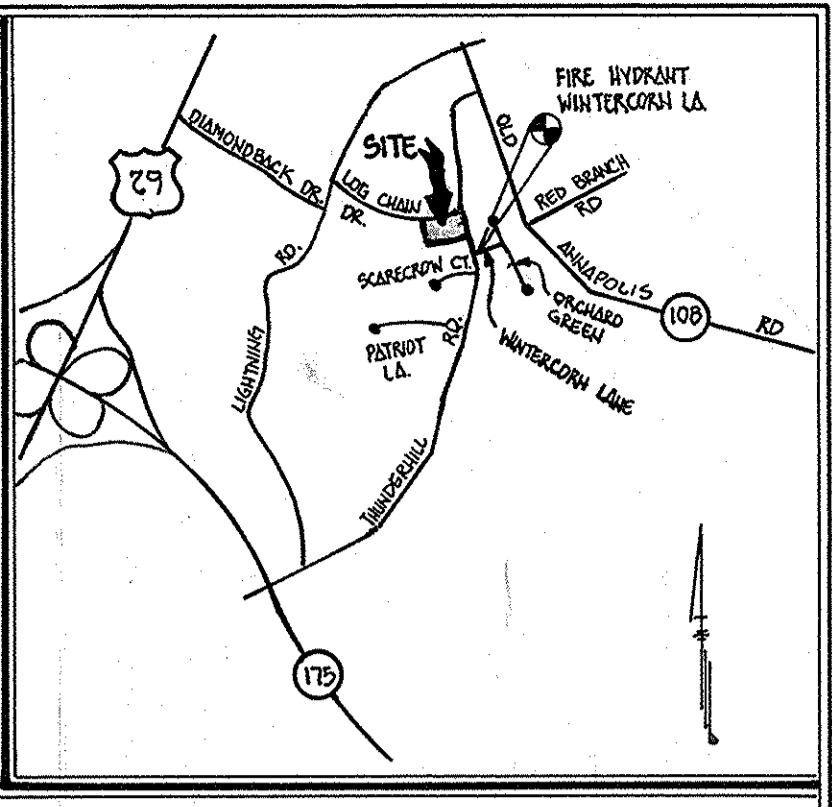 FIRE HYDRANT
WINTERCORN LA.
OLD
DIAMONDBACK DR.
SITE
29
LOG CHAIN
DR.
RED BRANCH
RD
RD.
SCARECROW CT.
ANNAPOLIS
ORCHARD
GREEN
108
RD
PATRIOT
LA.
RD.
WINTERCORN LANE
LIGHTNING
THUNDERHILL
175